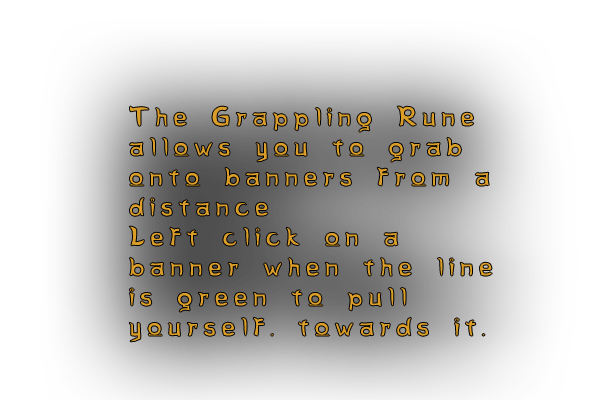 The Grappling Rune
allows you to grab
onto banners from a
distance
Left click on a
banner when the line
is green to pull
yourself. towards it.